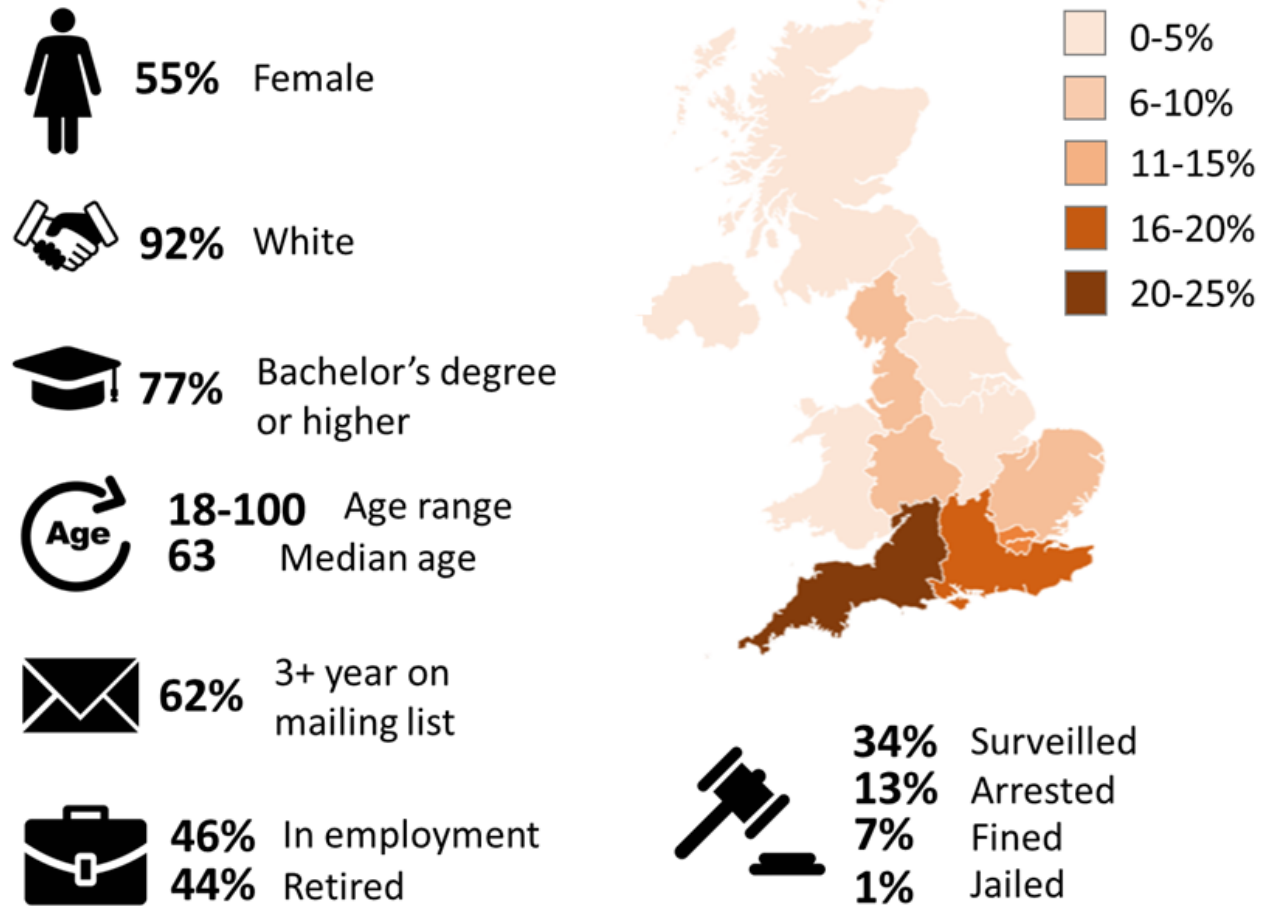 55% Female
92% White
77% Bachelor's degree
or higher
Age
18-100 Age range
63 Median age
62% 3+ year on
mailing list
46% In employment
44% Retired
0-5%
6-10%
11-15%
16-20%
20-25%
34% Surveilled
13% Arrested
7% Fined
1% Jailed